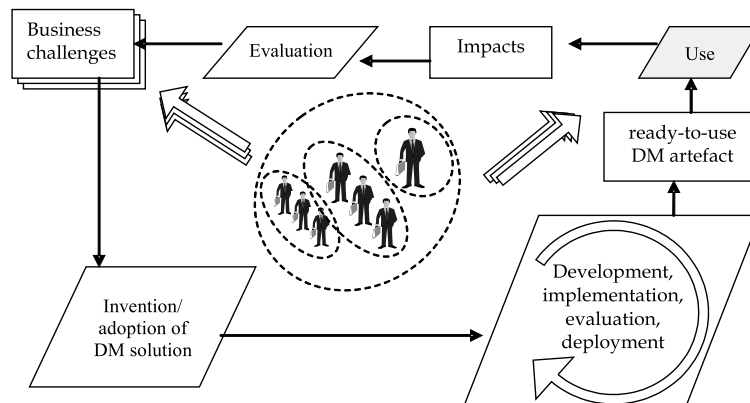 Business
challenges
Evaluation
Impacts
Use
ready-to-use
DM artefact
Invention/
adoption of
DM solution
Development,
implementation,
evaluation,
deployment